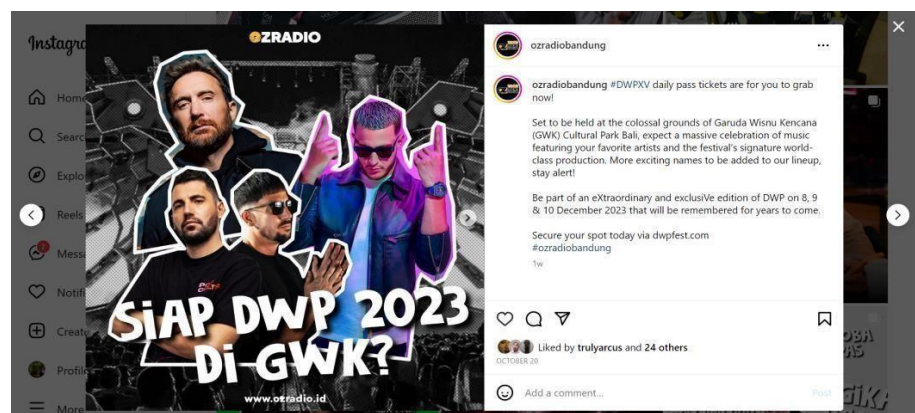 Instagra
Home
Searc
Explo
Reels
Messa
Notifi
Create
Profile
More
OZRADIO
SiAP DWP 2023
Di GWK?
www.ozradio.id
ozradiobandung
ozradiobandung #DWPXV daily pass tickets are for you to grab
now!
Set to be held at the colossal grounds of Garuda Wisnu Kencana
(GWK) Cultural Park Bali, expect a massive celebration of music
featuring your favorite artists and the festival's signature world-
class production. More exciting names to be added to our lineup,
stay alert!
Be part of an eXtraordinary and exclusiVe edition of DWP on 8, 9
& 10 December 2023 that will be remembered for years to come.
Secure your spot today via dwpfest.com
#ozradiobandung
1w
Liked by trulyarcus and 24 others
OCTOBER 20
Add a comment...
Post